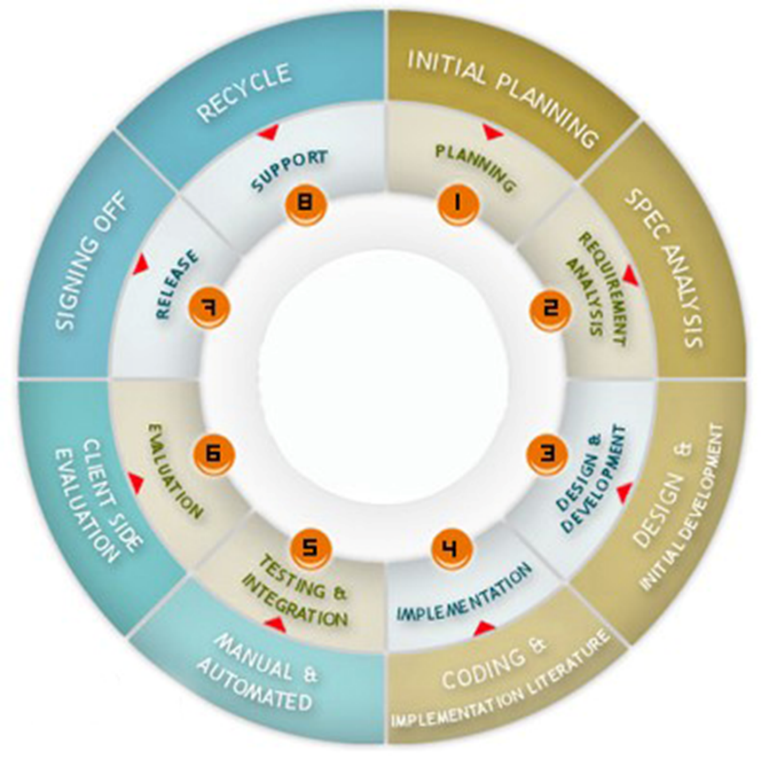 INITIAL PLANNING
PLANNING
1
SPEC ANALYSIS
REQUIREMENT
ANALYSIS
2
DESIGN &
INITIAL DEVELOPMENT
DESIGN &
DEVELOPMENT
3
CODING &
IMPLEMENTATION LITERATURE
IMPLEMENTATION
4
MANUAL &
AUTOMATED
TESTING &
INTEGRATION
5
CLIENT SIDE
EVALUATION
EVALUATION
6
SIGNING OFF
RELEASE
7
RECYCLE
SUPPORT
8